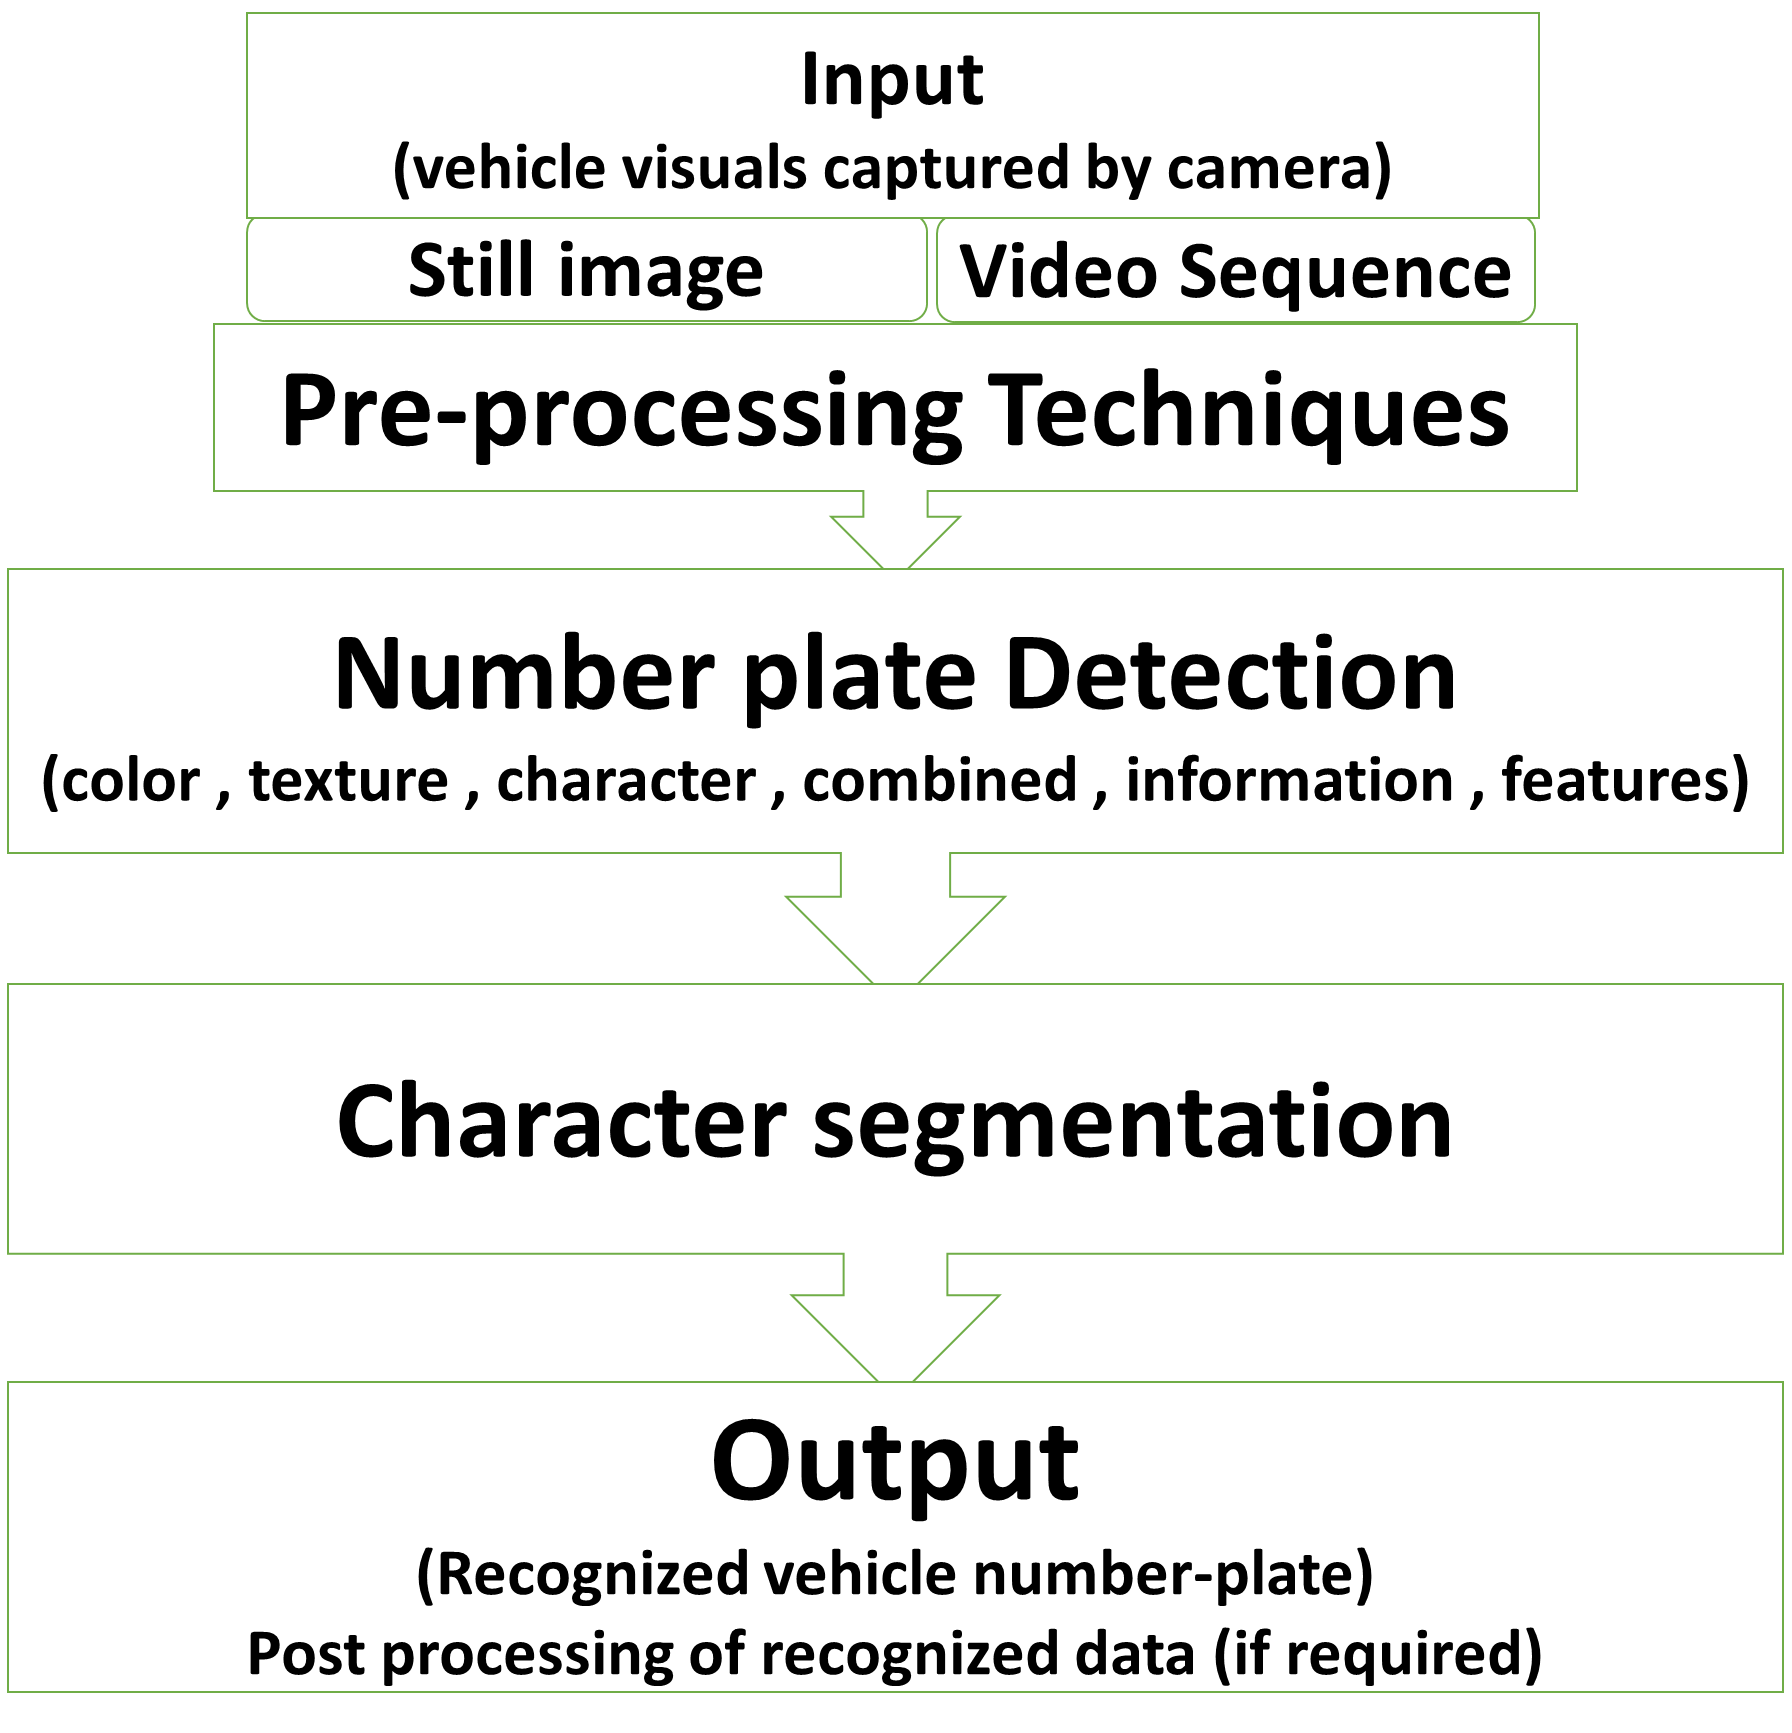 Input
(vehicle visuals captured by camera)
Still image
Video Sequence
Pre-processing Techniques
Number plate Detection
(color , texture , character , combined , information , features)
Character segmentation
Output
(Recognized vehicle number-plate)
Post processing of recognized data (if required)